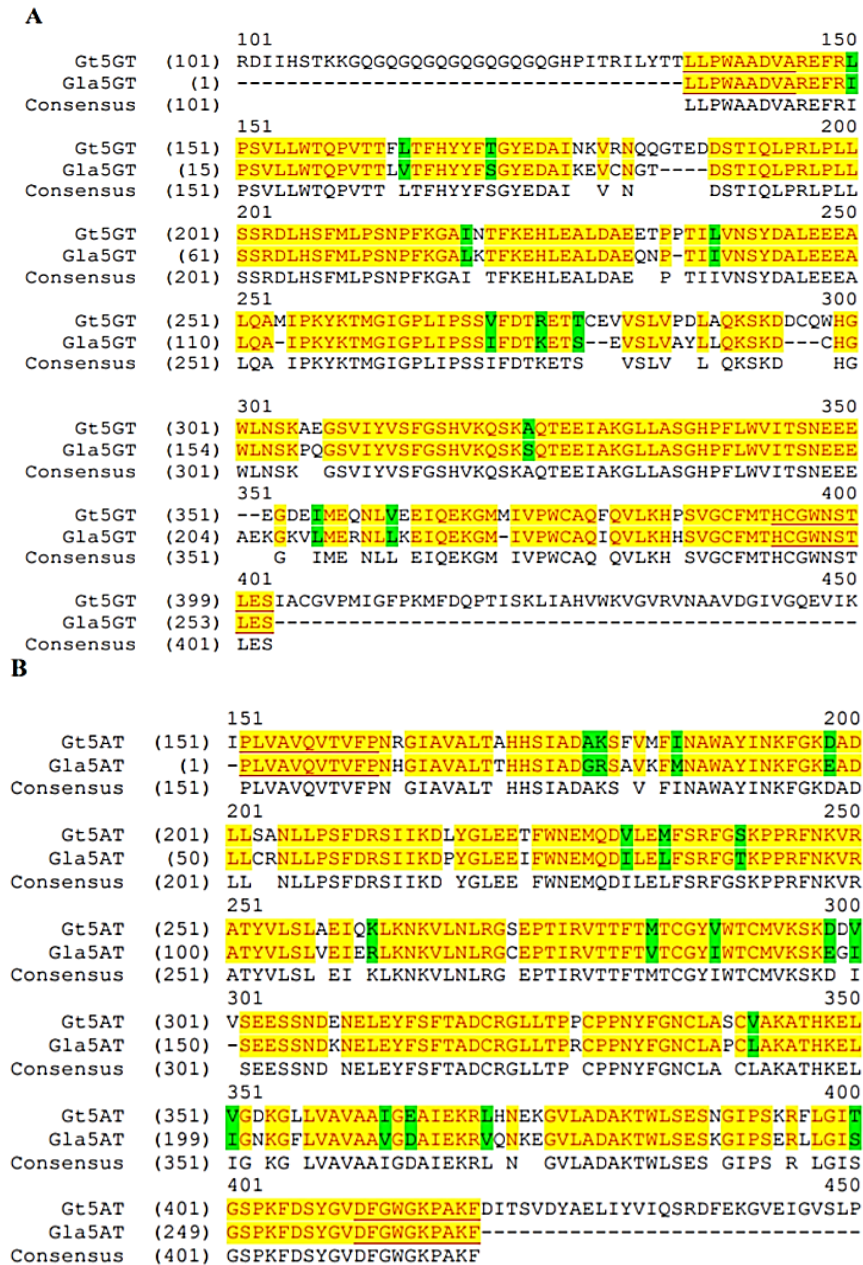 A
101 150
Gt5GT (101) RDIIHSTKKGQGQGQGQGQGQGQGQGHPITRILYTTLLPWAADVAREFRL
Gla5GT (1) ------------------------------------LLPWAADVAREFRI
Consensus (101) LLPWAADVAREFRI
151 200
Gt5GT (151) PSVLLWTQPVTTFLTFHYYFTGYEDAINKVRNQQGTEDDSTIQLPRLPLL
Gla5GT (15) PSVLLWTQPVTTLVTFHYYFSGYEDAIKEVCNGT----DSTIQLPRLPLL
Consensus (151) PSVLLWTQPVTT LTFHYYFSGYEDAI V N DSTIQLPRLPLL
201 250
Gt5GT (201) SSRDLHSFMLPSNPFKGAINTFKEHLEALDAEETPPTILVNSYDALEEEA
Gla5GT (61) SSRDLHSFMLPSNPFKGALKTFKEHLEALDAEQNP-TIIVNSYDALEEEA
Consensus (201) SSRDLHSFMLPSNPFKGAI TFKEHLEALDAE P TIIVNSYDALEEEA
251 300
Gt5GT (251) LQAMIPKYKTMGIGPLIPSSVFDTRETTCEVVSLVPDLAQKSKDDCQWHG
Gla5GT (110) LQA-IPKYKTMGIGPLIPSSIFDTKETS--EVSLVAYLLQKSKD---CHG
Consensus (251) LQA IPKYKTMGIGPLIPSSIFDTKETS VSLV L QKSKD HG
301 350
Gt5GT (301) WLNSKAEGSVIYVSFGSHVKQSKAQTEEIAKGLLASGHPFLWVITSNEEE
Gla5GT (154) WLNSKPQGSVIYVSFGSHVKQSKSQTEEIAKGLLASGHPFLWVITSNEEE
Consensus (301) WLNSK GSVIYVSFGSHVKQSKAQTEEIAKGLLASGHPFLWVITSNEEE
351 400
Gt5GT (351) --EGDEIMEQNLVEEIQEKGMMIVPWCAQFQVLKHPSVGCFMTHCGWNST
Gla5GT (204) AEKGKVLMERNLLKEIQEKGM-IVPWCAQIQVLKHHSVGCFMTHCGWNST
Consensus (351) G IME NLL EIQEKGM IVPWCAQ QVLKH SVGCFMTHCGWNST
401 450
Gt5GT (399) LESIACGVPMIGFPKMFDQPTISKLIAHVWKVGVRVNAAVDGIVGQEVIK
Gla5GT (253) LES-----------------------------------------------
Consensus (401) LES
B
151 200
Gt5AT (151) IPLVAVQVTVFPNRGIAVALTAHHSIADAKSFVMFINAWAYINKFGKDAD
Gla5AT (1) -PLVAVQVTVFPNHGIAVALTTHHSIADGRSAVKFMNAWAYINKFGKEAD
Consensus (151) PLVAVQVTVFPN GIAVALT HHSIADAKS V FINAWAYINKFGKDAD
201 250
Gt5AT (201) LLSANLLPSFDRSIIKDLYGLEETFWNEMQDVLEMFSRFGSKPPRFNKVR
Gla5AT (50) LLCRNLLPSFDRSIIKDPYGLEEIFWNEMQDILELFSRFGTKPPRFNKVR
Consensus (201) LL NLLPSFDRSIIKD YGLEE FWNEMQDILELFSRFGSKPPRFNKVR
251 300
Gt5AT (251) ATYVLSLAEIQKLKNKVLNLRGSEPTIRVTTFTMTCGYVWTCMVKSKDDV
Gla5AT (100) ATYVLSLVEIERLKNKVLNLRGCEPTIRVTTFTVTCGYIWTCMVKSKEGI
Consensus (251) ATYVLSL EI KLKNKVLNLRG EPTIRVTTFTMTCGYIWTCMVKSKD I
301 350
Gt5AT (301) VSEESSNDENELEYFSFTADCRGLLTPPCPPNYFGNCLASCVAKATHKEL
Gla5AT (150) -SEESSNDKNELEYFSFTADCRGLLTPRCPPNYFGNCLAPCLAKATHKEL
Consensus (301) SEESSND NELEYFSFTADCRGLLTP CPPNYFGNCLA CLAKATHKEL
351 400
Gt5AT (351) VGDKGLLVAVAAIGEAIEKRLHNEKGVLADAKTWLSESNGIPSKRFLGIT
Gla5AT (199) IGNKGFLVAVAAVGDAIEKRVQNKEGVLADAKTWLSESKGIPSERLLGIS
Consensus (351) IG KG LVAVAAIGDAIEKRL N GVLADAKTWLSES GIPS R LGIS
401 450
Gt5AT (401) GSPKFDSYGVDFGWGKPAKFDITSVDYAELIYVIQSRDFEKGVEIGVSLP
Gla5AT (249) GSPKFDSYGVDFGWGKPAKF------------------------------
Consensus (401) GSPKFDSYGVDFGWGKPAKF